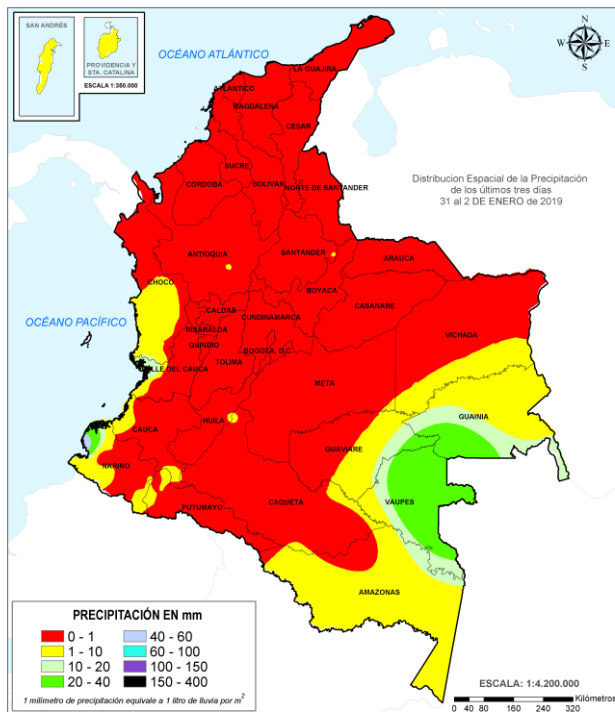 SAN ANDRÉS
PROVIDENCIA Y
STA. CATALINA
ESCALA 1:350.000
OCÉANO ATLÁNTICO
N
W E
S
LA GUAJIRA
ATLANTICO
MAGDALENA
CESAR
SUCRE
CORDOBA
BOLIVAR
NORTE DE SANTANDER
Distribucion Espacial de la Precipitación
de los últimos tres días
31 al 2 DE ENERO de 2019
ANTIOQUIA
SANTANDER
ARAUCA
CHOCO
BOYACA
CASANARE
OCÉANO PACÍFICO
CALDAS
CUNDINAMARCA
RISARALDA
VICHADA
QUINDIO
BOGOTA, D.C.
TOLIMA
VALLE DEL CAUCA
META
GUAINIA
HUILA
CAUCA
GUAVIARE
NARIÑO
VAUPES
CAQUETA
PUTUMAYO
AMAZONAS
PRECIPITACIÓN EN mm
0 - 1 40 - 60
1 - 10 60 - 100
10 - 20 100 - 150
20 - 40 150 - 400
1 milímetro de precipitación equivale a 1 litro de lluvia por m²
ESCALA: 1:4.200.000
Kilómetros
0 40 80 160 240 320